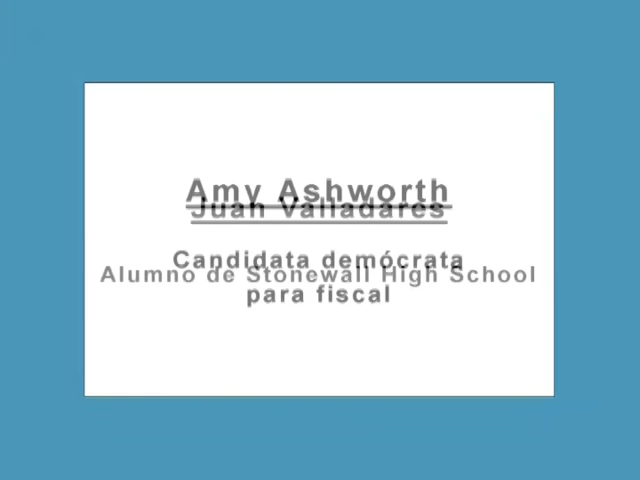 Amy Ashworth
Juan Valladares
Candidata demócrata
Alumno de Stonewall High School
para fiscal